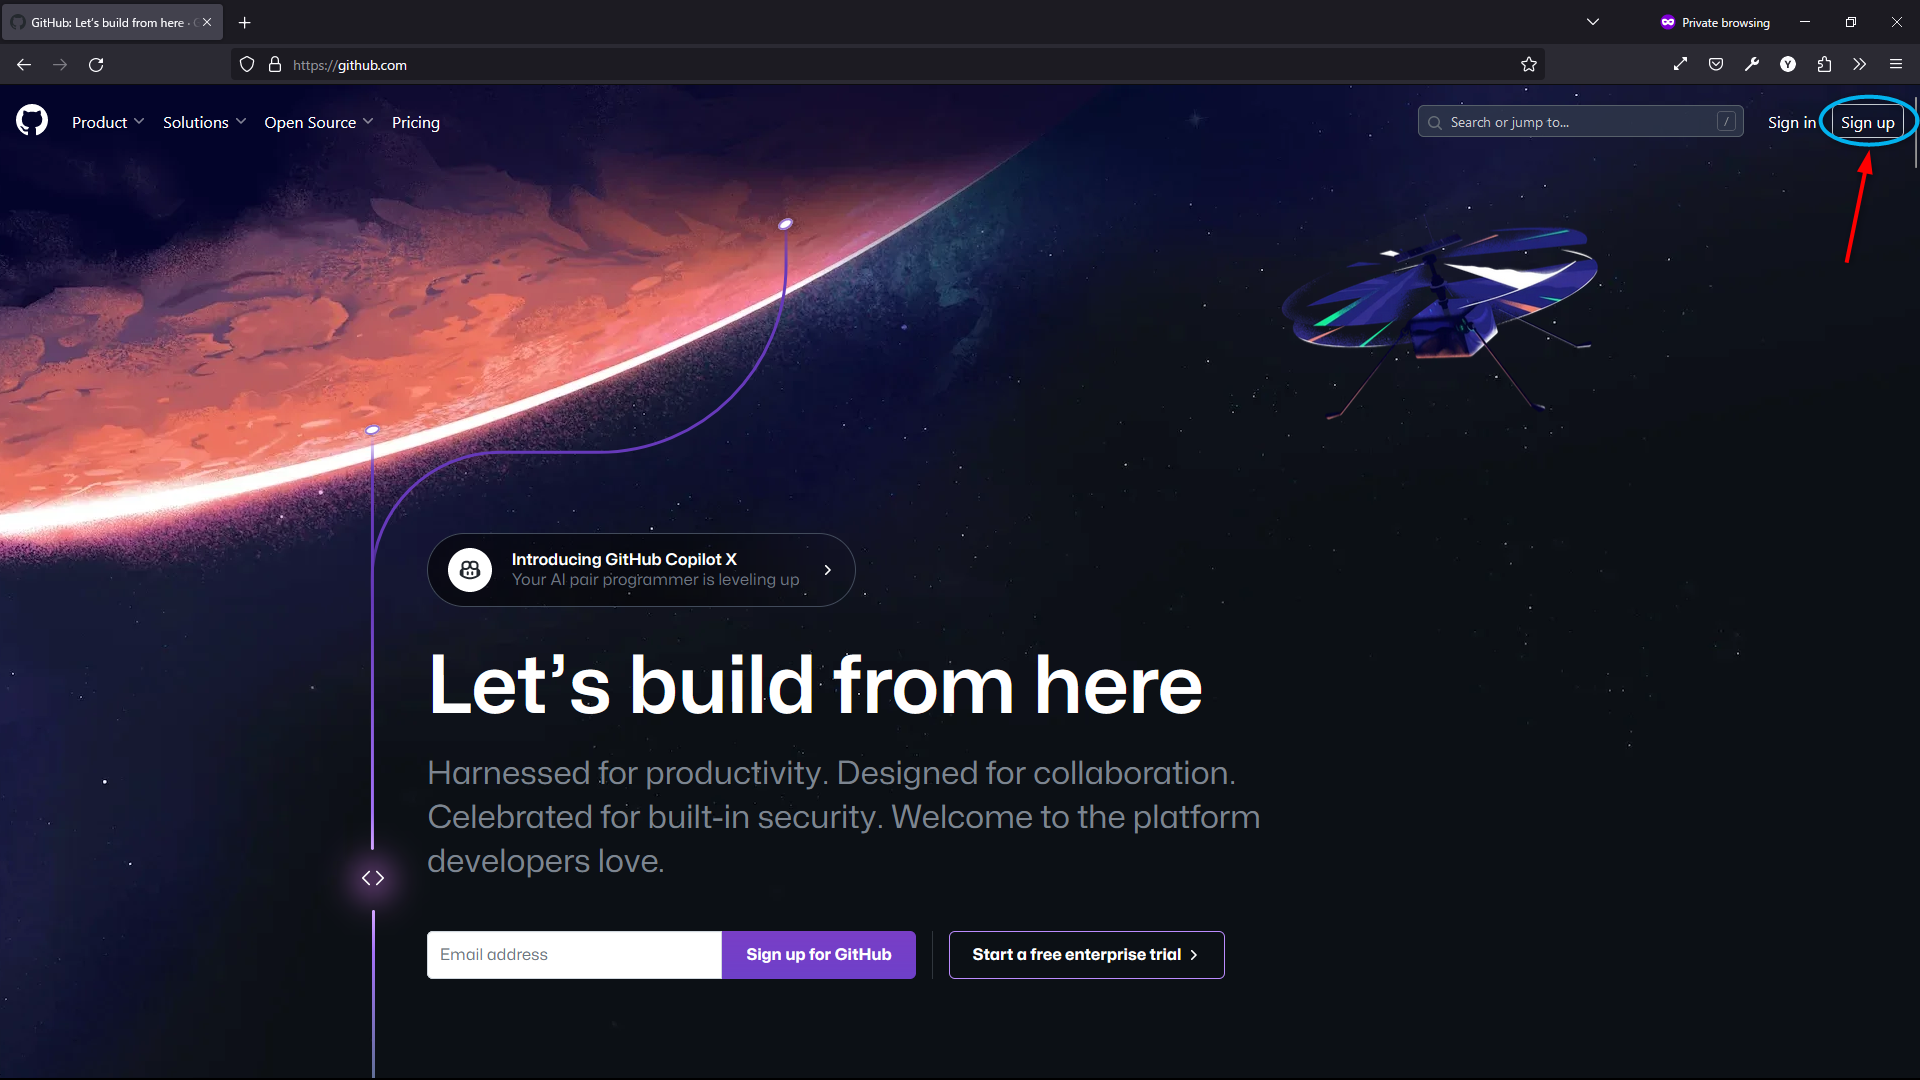 GitHub: Let's build from here ·
Private browsing
https://github.com
Y
Product
Solutions
Open Source
Pricing
Search or jump to...
/
Sign in
Sign up
Introducing GitHub Copilot X
Your AI pair programmer is leveling up
Let’s build from here
Harnessed for productivity. Designed for collaboration.
Celebrated for built-in security. Welcome to the platform
developers love.
Email address
Sign up for GitHub
Start a free enterprise trial